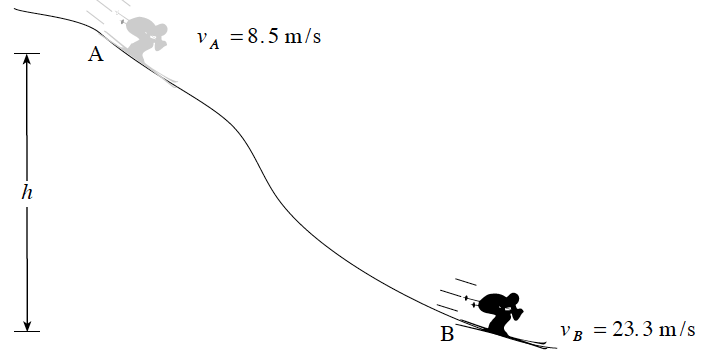 v_A = 8.5 m/s
A
h
B
v_B = 23.3 m/s